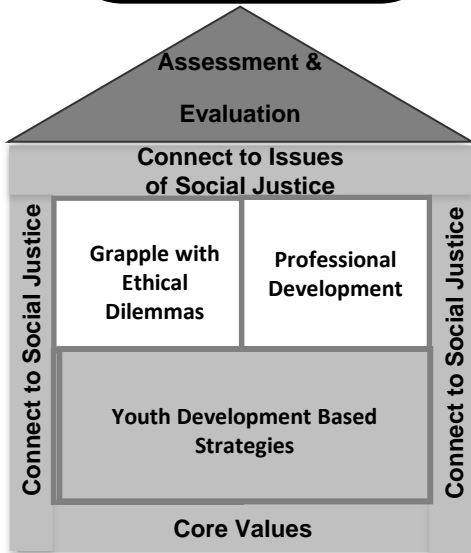 Assessment &
Evaluation
Connect to Issues
of Social Justice
Connect to Social Justice
Grapple with
Ethical
Dilemmas
Professional
Development
Connect to Social Justice
Youth Development Based
Strategies
Core Values